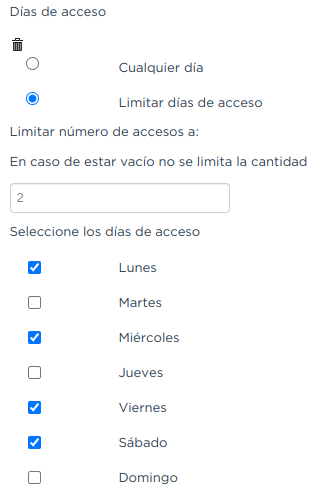 Días de acceso
Cualquier día
Limitar días de acceso
Limitar número de accesos a:
En caso de estar vacío no se limita la cantidad
2
Seleccione los días de acceso
Lunes
Martes
Miércoles
Jueves
Viernes
Sábado
Domingo